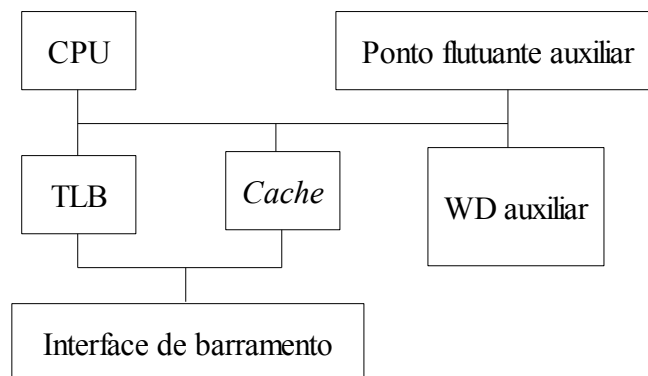 CPU
Ponto flutuante auxiliar
TLB
Cache
WD auxiliar
Interface de barramento